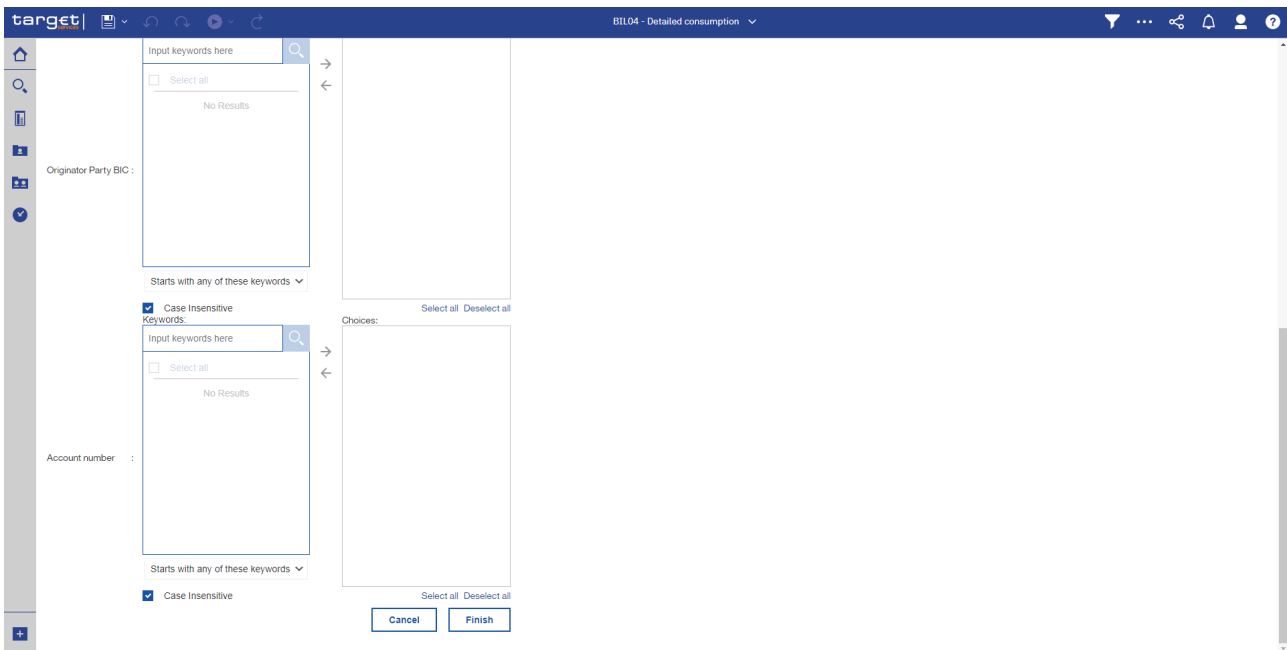 target| BIL04 - Detailed consumption
services
Input keywords here
Select all
No Results
Originator Party BIC :
Starts with any of these keywords
Case Insensitive Select all Deselect all
Keywords: Choices:
Input keywords here
Select all
No Results
Account number :
Starts with any of these keywords
Case Insensitive Select all Deselect all
Cancel Finish